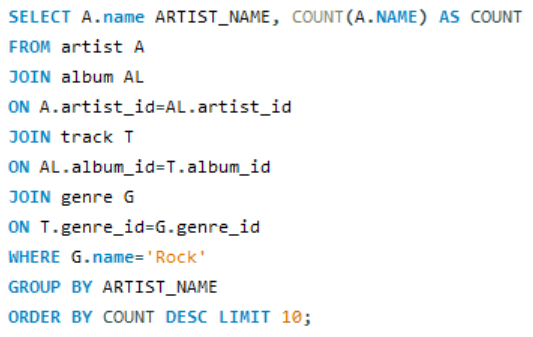 SELECT A.name ARTIST_NAME, COUNT(A.NAME) AS COUNT
FROM artist A
JOIN album AL
ON A.artist_id=AL.artist_id
JOIN track T
ON AL.album_id=T.album_id
JOIN genre G
ON T.genre_id=G.genre_id
WHERE G.name='Rock'
GROUP BY ARTIST_NAME
ORDER BY COUNT DESC LIMIT 10;